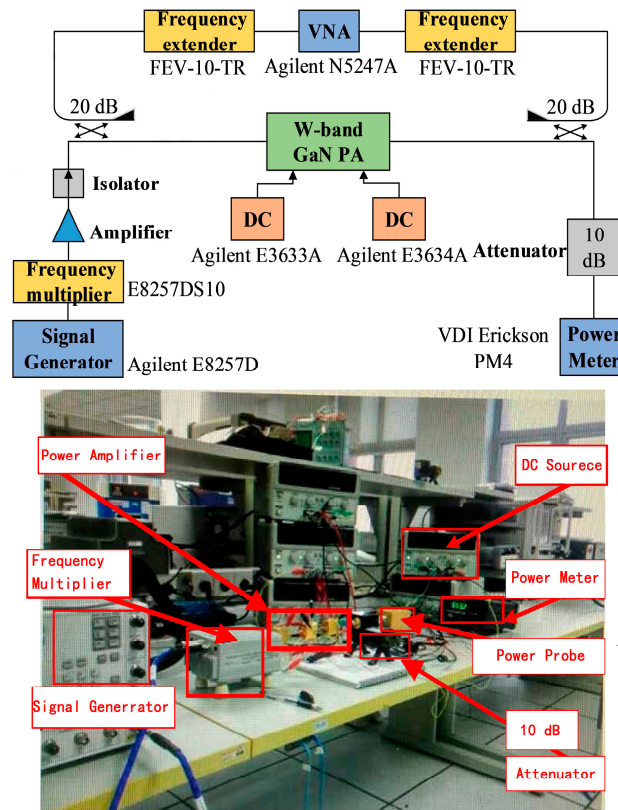 Frequency
extender
VNA
Frequency
extender
FEV-10-TR
Agilent N5247A
FEV-10-TR
20 dB
20 dB
W-band
GaN PA
Isolator
DC
DC
Amplifier
Agilent E3633A
Agilent E3634A
Attenuator
10
dB
Frequency
multiplier
E8257DS10
Signal
Generator
Agilent E8257D
VDI Erickson
PM4
Power
Meter
Power Amplifier
DC Sourece
Frequency
Multiplier
Power Meter
Power Probe
Signal Generrator
10 dB
Attenuator